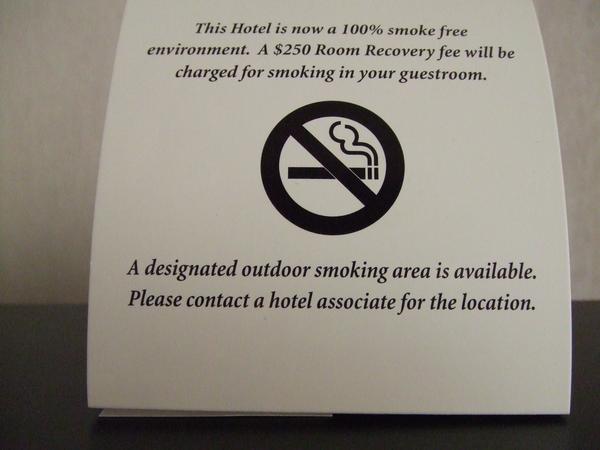 This Hotel is now a 100% smoke free
environment. A $250 Room Recovery fee will be
charged for smoking in your guestroom.
A designated outdoor smoking area is available.
Please contact a hotel associate for the location.